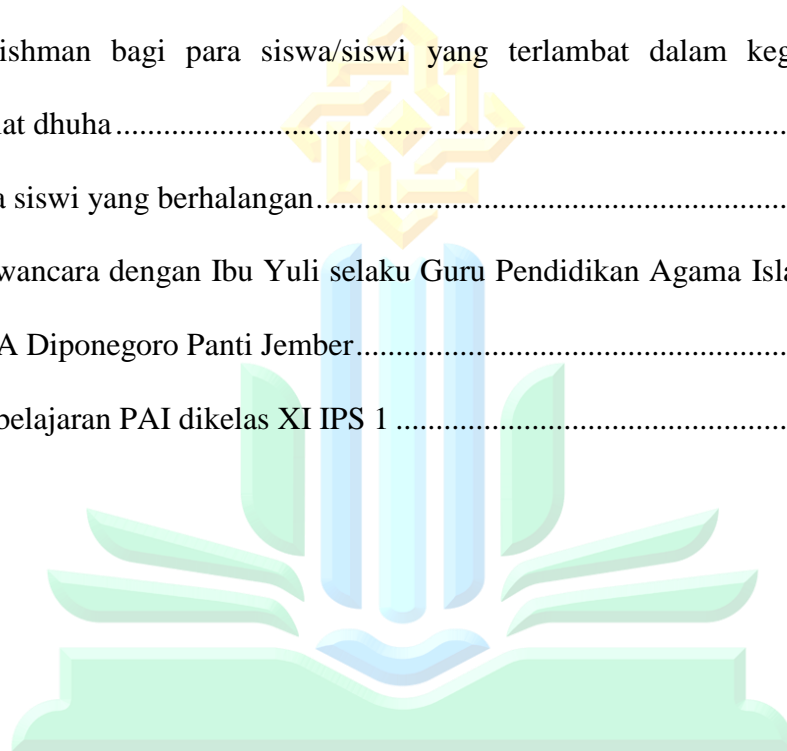 ishman bagi para siswa/siswi yang terlambat dalam keg
at dhuha........................................................................................
a siswi yang berhalangan..............................................................
wancara dengan Ibu Yuli selaku Guru Pendidikan Agama Isla
A Diponegoro Panti Jember.........................................................
belajaran PAI dikelas XI IPS 1 ....................................................